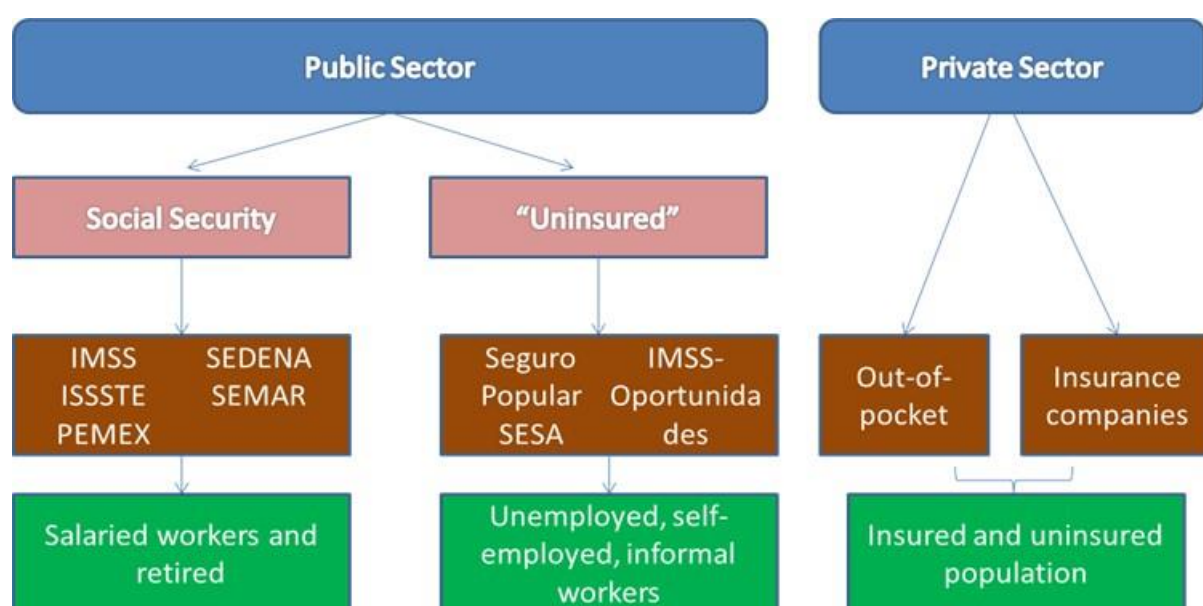 Public Sector
Private Sector
Social Security
“Uninsured”
IMSS
ISSSTE
PEMEX
SEDENA
SEMAR
Seguro
Popular
SESA
IMSS-
Oportunida
des
Out-of-
pocket
Insurance
companies
Salaried workers and
retired
Unemployed, self-
employed, informal
workers
Insured and uninsured
population